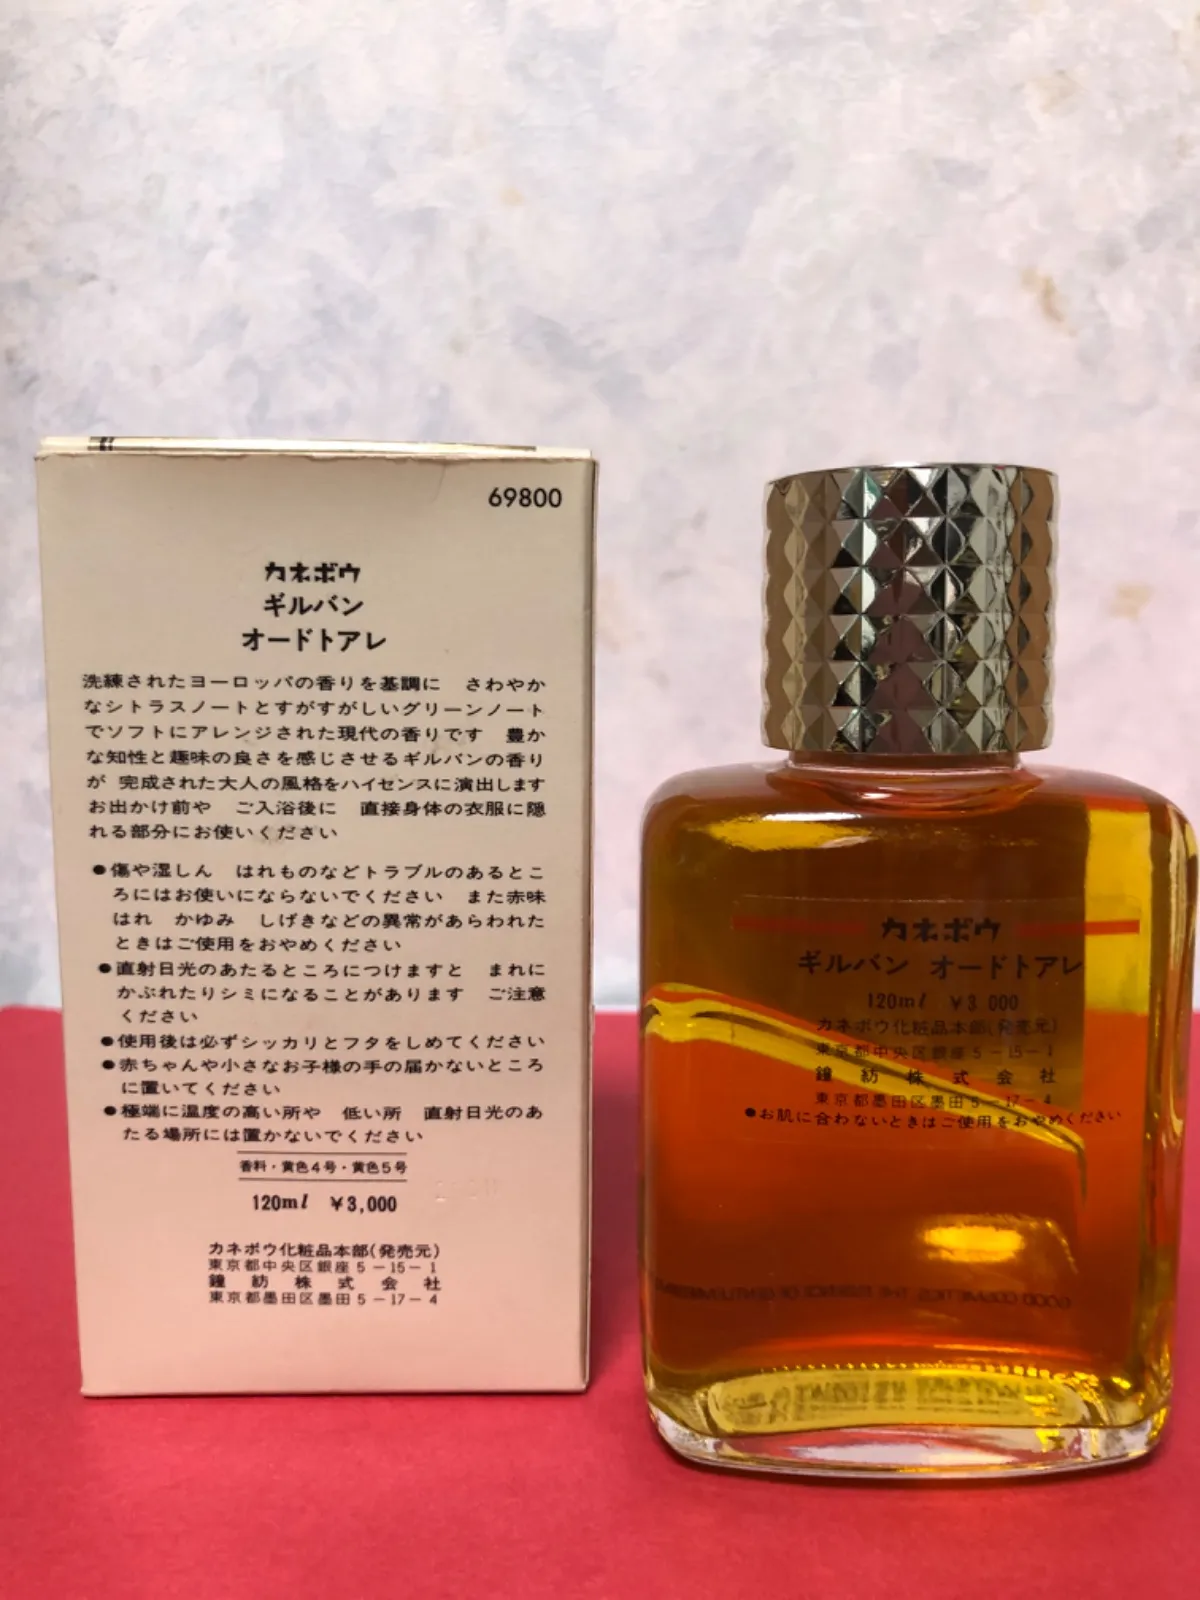 69800
カネボウ
ギルバン
オードトアレ
洗練されたヨーロッパの香りを基調に　さわやか
なシトラスノートとすがすがしいグリーンノート
でソフトにアレンジされた現代の香りです　豊か
な知性と趣味の良さを感じさせるギルバンの香り
が 完成された大人の風格をハイセンスに演出します
お出かけ前や　ご入浴後に　直接身体の衣服に隠
れる部分にお使いください
●傷や湿しん　はれものなどトラブルのあるとこ
ろにはお使いにならないでください　また赤味
はれ　かゆみ　しげきなどの異常があらわれた
ときはご使用をおやめください
●直射日光のあたるところにつけますと　まれに
かぶれたりシミになることがあります　ご注意
ください
●使用後は必ずシッカリとフタをしめてください
●赤ちゃんや小さなお子様の手の届かないところ
に置いてください
●極端に温度の高い所や　低い所　直射日光のあ
たる場所には置かないでください
香料・黄色4号・黄色5号
120ml ￥3,000
カネボウ化粧品本部(発売元)
東京都中央区銀座5－15－1
鐘紡株式会社
東京都墨田区墨田5－17－4
カネボウ
ギルバン オードトアレ
120ml ￥3,000
カネボウ化粧品本部(発売元)
東京都中央区銀座5－15－1
鐘紡株式会社
東京都墨田区墨田5－17－4
●お肌に合わないときはご使用をおやめください